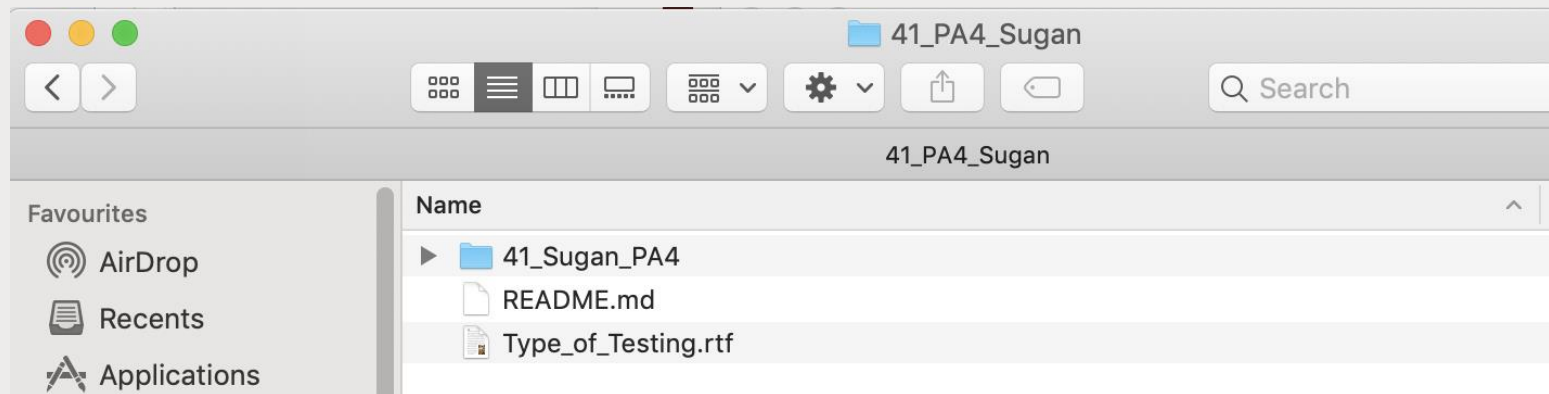 41_PA4_Sugan
Search
41_PA4_Sugan
Favourites
AirDrop
Recents
Applications
Name
41_Sugan_PA4
README.md
Type_of_Testing.rtf